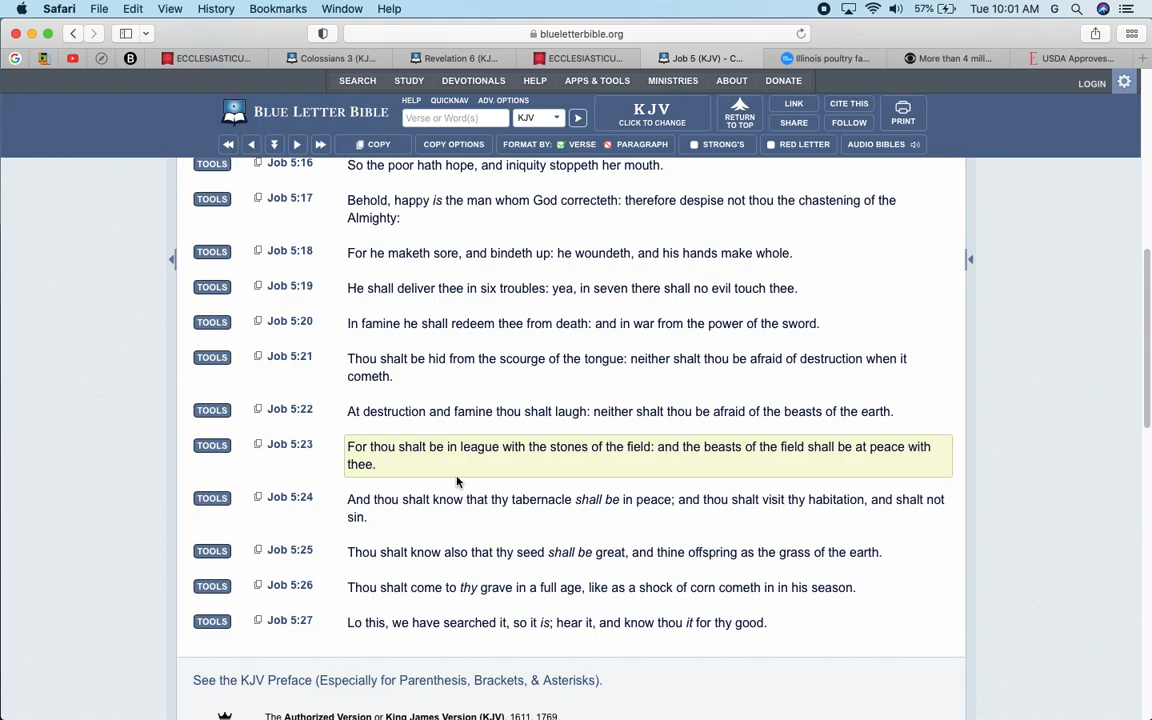 Safari File Edit View History Bookmarks Window Help 57% Tue 10:01 AM G
blueletterbible.org
ECCLESIASTICU... Colossians 3 (KJ... Revelation 6 (KJ... ECCLESIASTICU... Job 5 (KJV) - C... Illinois poultry fa... More than 4 mill... USDA Approves...
SEARCH STUDY DEVOTIONALS HELP APPS & TOOLS MINISTRIES ABOUT DONATE LOGIN
HELP QUICKNAV ADV. OPTIONS
BLUE LETTER BIBLE Verse or Word(s) KJV
KJV
CLICK TO CHANGE
RETURN
TO TOP
LINK CITE THIS
SHARE FOLLOW
PRINT
COPY COPY OPTIONS FORMAT BY: VERSE PARAGRAPH STRONG'S RED LETTER AUDIO BIBLES
TOOLS Job 5:16 So the poor hath hope, and iniquity stoppeth her mouth.
TOOLS Job 5:17 Behold, happy is the man whom God correcteth: therefore despise not thou the chastening of the
Almighty:
TOOLS Job 5:18 For he maketh sore, and bindeth up: he woundeth, and his hands make whole.
TOOLS Job 5:19 He shall deliver thee in six troubles: yea, in seven there shall no evil touch thee.
TOOLS Job 5:20 In famine he shall redeem thee from death: and in war from the power of the sword.
TOOLS Job 5:21 Thou shalt be hid from the scourge of the tongue: neither shalt thou be afraid of destruction when it
cometh.
TOOLS Job 5:22 At destruction and famine thou shalt laugh: neither shalt thou be afraid of the beasts of the earth.
TOOLS Job 5:23 For thou shalt be in league with the stones of the field: and the beasts of the field shall be at peace with
thee.
TOOLS Job 5:24 And thou shalt know that thy tabernacle shall be in peace; and thou shalt visit thy habitation, and shalt not
sin.
TOOLS Job 5:25 Thou shalt know also that thy seed shall be great, and thine offspring as the grass of the earth.
TOOLS Job 5:26 Thou shalt come to thy grave in a full age, like as a shock of corn cometh in in his season.
TOOLS Job 5:27 Lo this, we have searched it, so it is; hear it, and know thou it for thy good.
See the KJV Preface (Especially for Parenthesis, Brackets, & Asterisks).
The Authorized Version or King James Version (KJV), 1611, 1769.